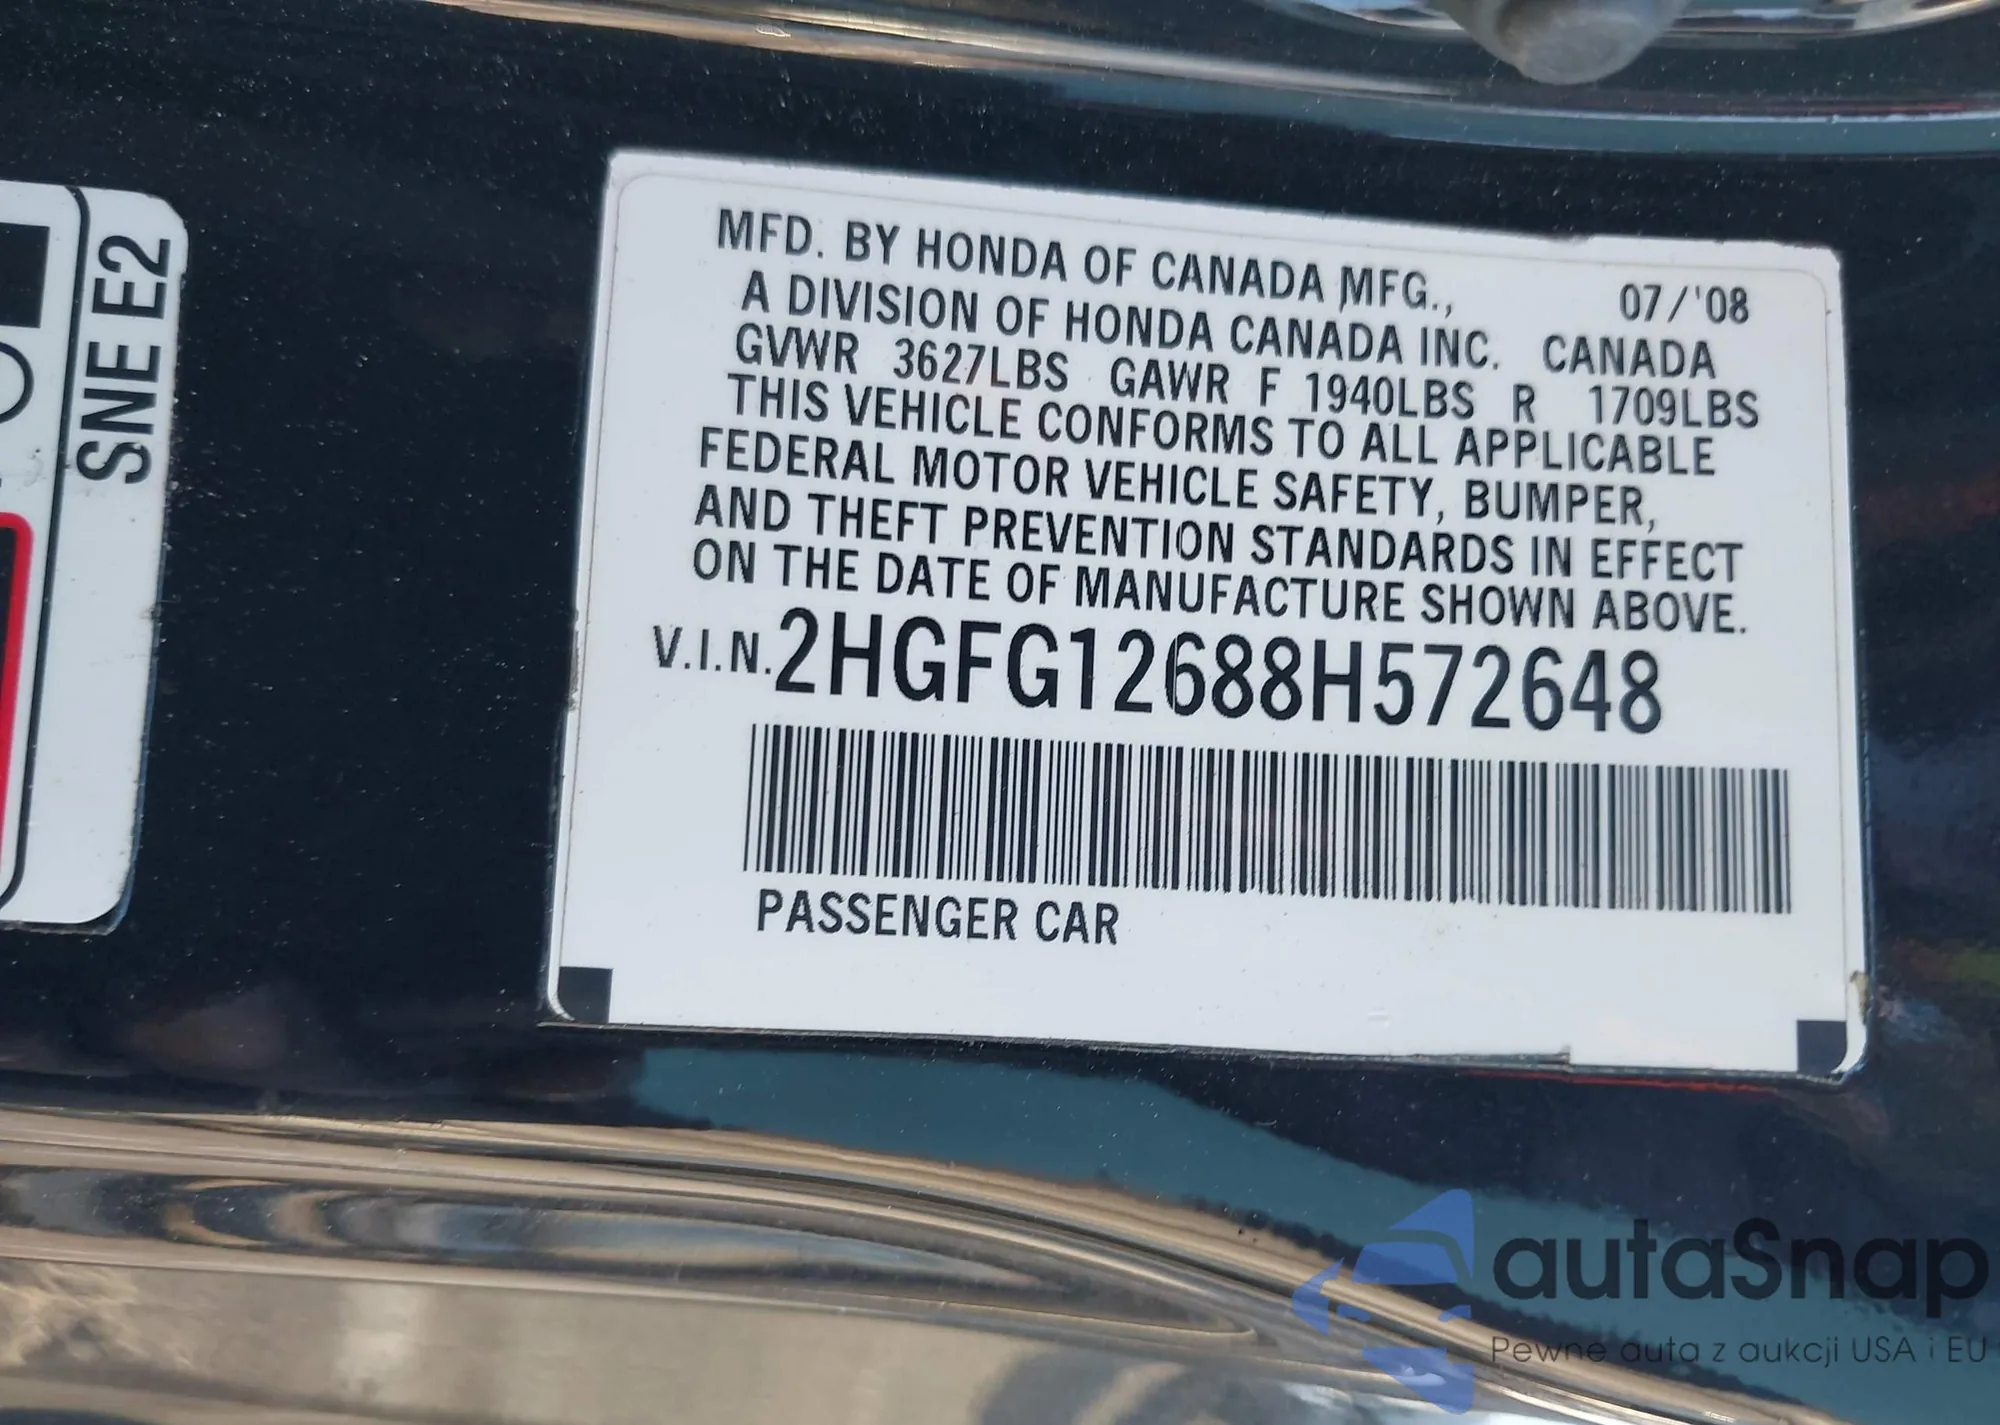 SNE E2
MFD. BY HONDA OF CANADA MFG., 07/'08
A DIVISION OF HONDA CANADA INC. CANADA
GVWR 3627LBS GAWR F 1940LBS R 1709LBS
THIS VEHICLE CONFORMS TO ALL APPLICABLE
FEDERAL MOTOR VEHICLE SAFETY, BUMPER,
AND THEFT PREVENTION STANDARDS IN EFFECT
ON THE DATE OF MANUFACTURE SHOWN ABOVE.
V.I.N. 2HGFG12688H572648
PASSENGER CAR
autaSnap
Pewne auta z aukcji USA i EU